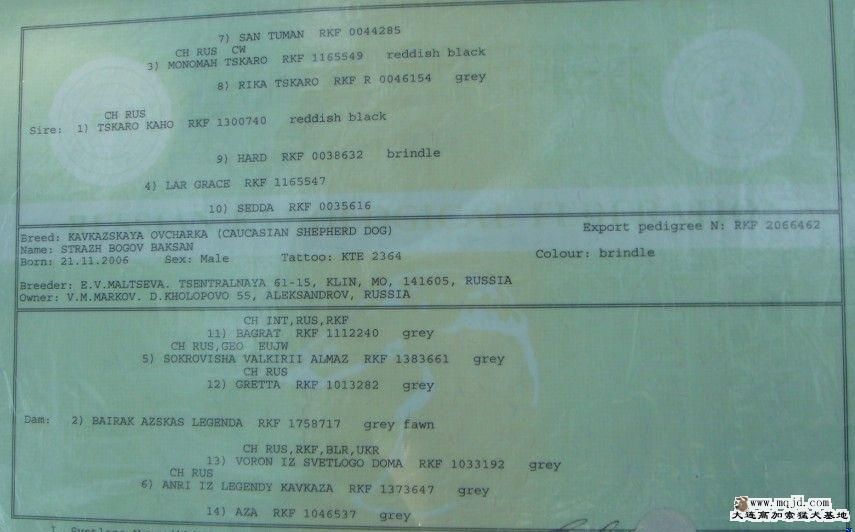 7) SAN TUMAN RKF 0044285
CH RUS CW
3) MONOMAH TSKARO RKF 1165549 reddish black
8) RIKA TSKARO RKF R 0046154 grey
CH RUS
Sire: 1) TSKARO KAHO RKF 1300740 reddish black
9) HARD RKF 0038632 brindle
4) LAR GRACE RKF 1165547
10) SEDDA RKF 0035616
Breed: KAVKAZSKAYA OVCHARKA (CAUCASIAN SHEPHERD DOG) Export pedigree N: RKF 2066462
Name: STRAZH BOGOV BAKSAN
Born: 21.11.2006 Sex: Male Tattoo: KTE 2364 Colour: brindle
Breeder: E.V.MALTSEVA. TSENTRALNAYA 61-15, KLIN, MO, 141605, RUSSIA
Owner: V.M.MARKOV. D.KHOLOPOVO 55, ALEKSANDROV, RUSSIA
CH INT,RUS,RKF
11) BAGRAT RKF 1112240 grey
CH RUS,GEO EUJW
5) SOKROVISHA VALKIRII ALMAZ RKF 1383661 grey
CH RUS
12) GRETTA RKF 1013282 grey
Dam: 2) BAIRAK AZSKAS LEGENDA RKF 1758717 grey fawn
CH RUS,RKF,BLR,UKR
13) VORON IZ SVETLOGO DOMA RKF 1033192 grey
CH RUS
6) ANRI IZ LEGENDY KAVKAZA RKF 1373647 grey
14) AZA RKF 1046537 grey
www.mqjd.com
大连高加索猛犬基地